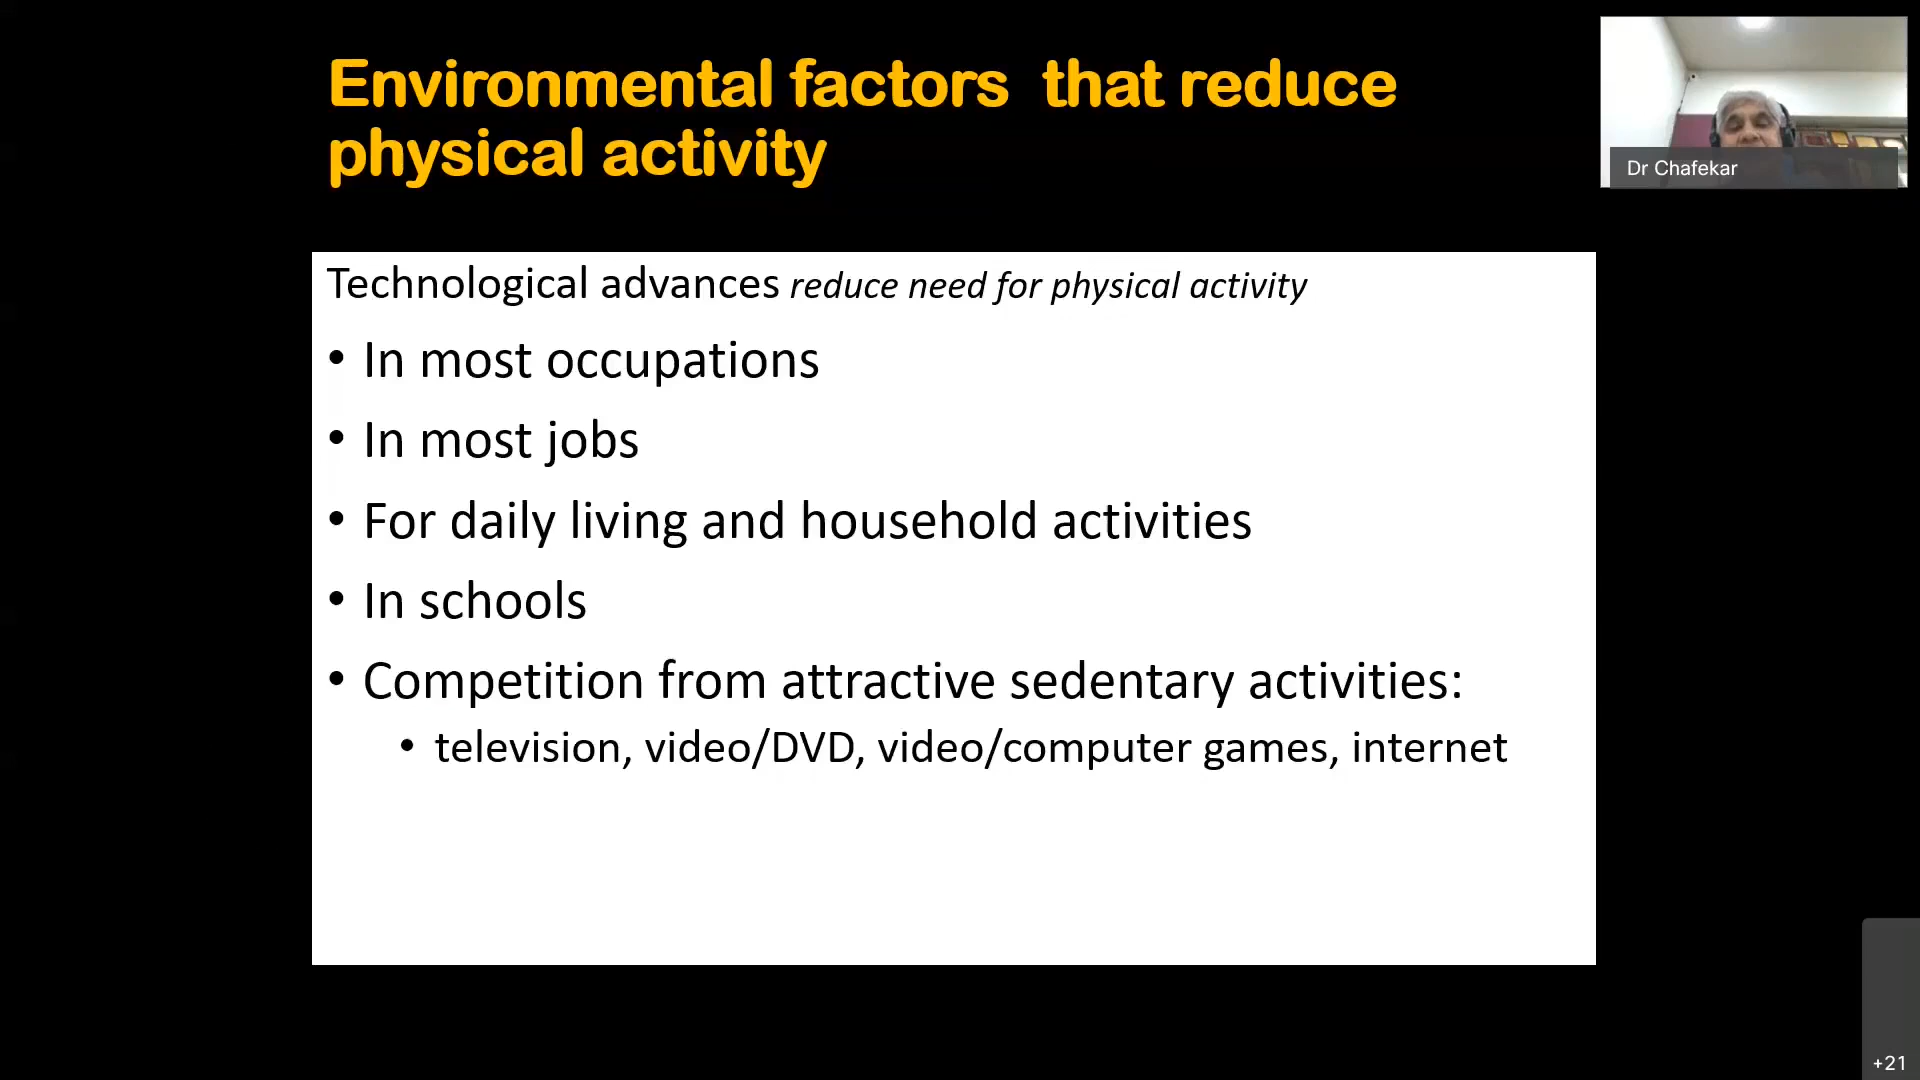 Environmental factors  that reduce
physical activity
Dr Chafekar
Technological advances reduce need for physical activity
• In most occupations
• In most jobs
• For daily living and household activities
• In schools
• Competition from attractive sedentary activities:
• television, video/DVD, video/computer games, internet
+21